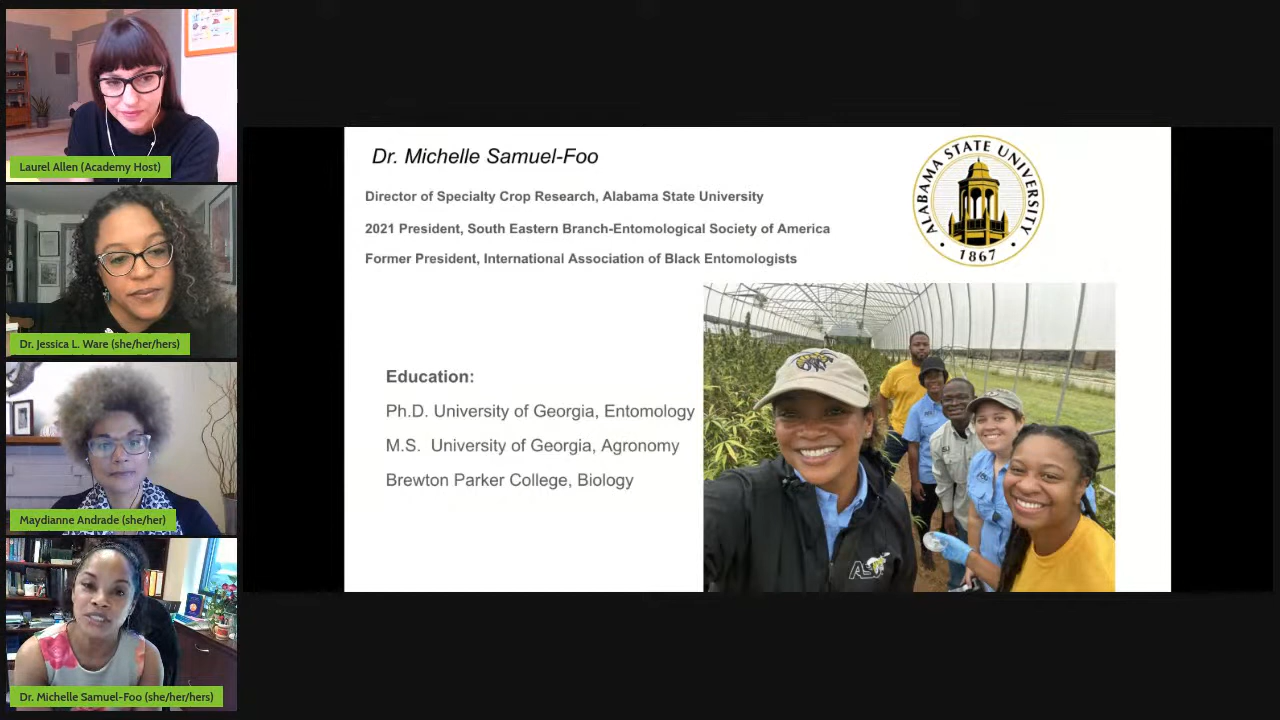 Laurel Allen (Academy Host)
Dr. Jessica L. Ware (she/her/hers)
Maydianne Andrade (she/her)
Dr. Michelle Samuel-Foo (she/her/hers)
Dr. Michelle Samuel-Foo
Director of Specialty Crop Research, Alabama State University
2021 President, South Eastern Branch-Entomological Society of America
Former President, International Association of Black Entomologists
ALABAMA STATE UNIVERSITY
• 1867 •
Education:
Ph.D. University of Georgia, Entomology
M.S. University of Georgia, Agronomy
Brewton Parker College, Biology
ASU